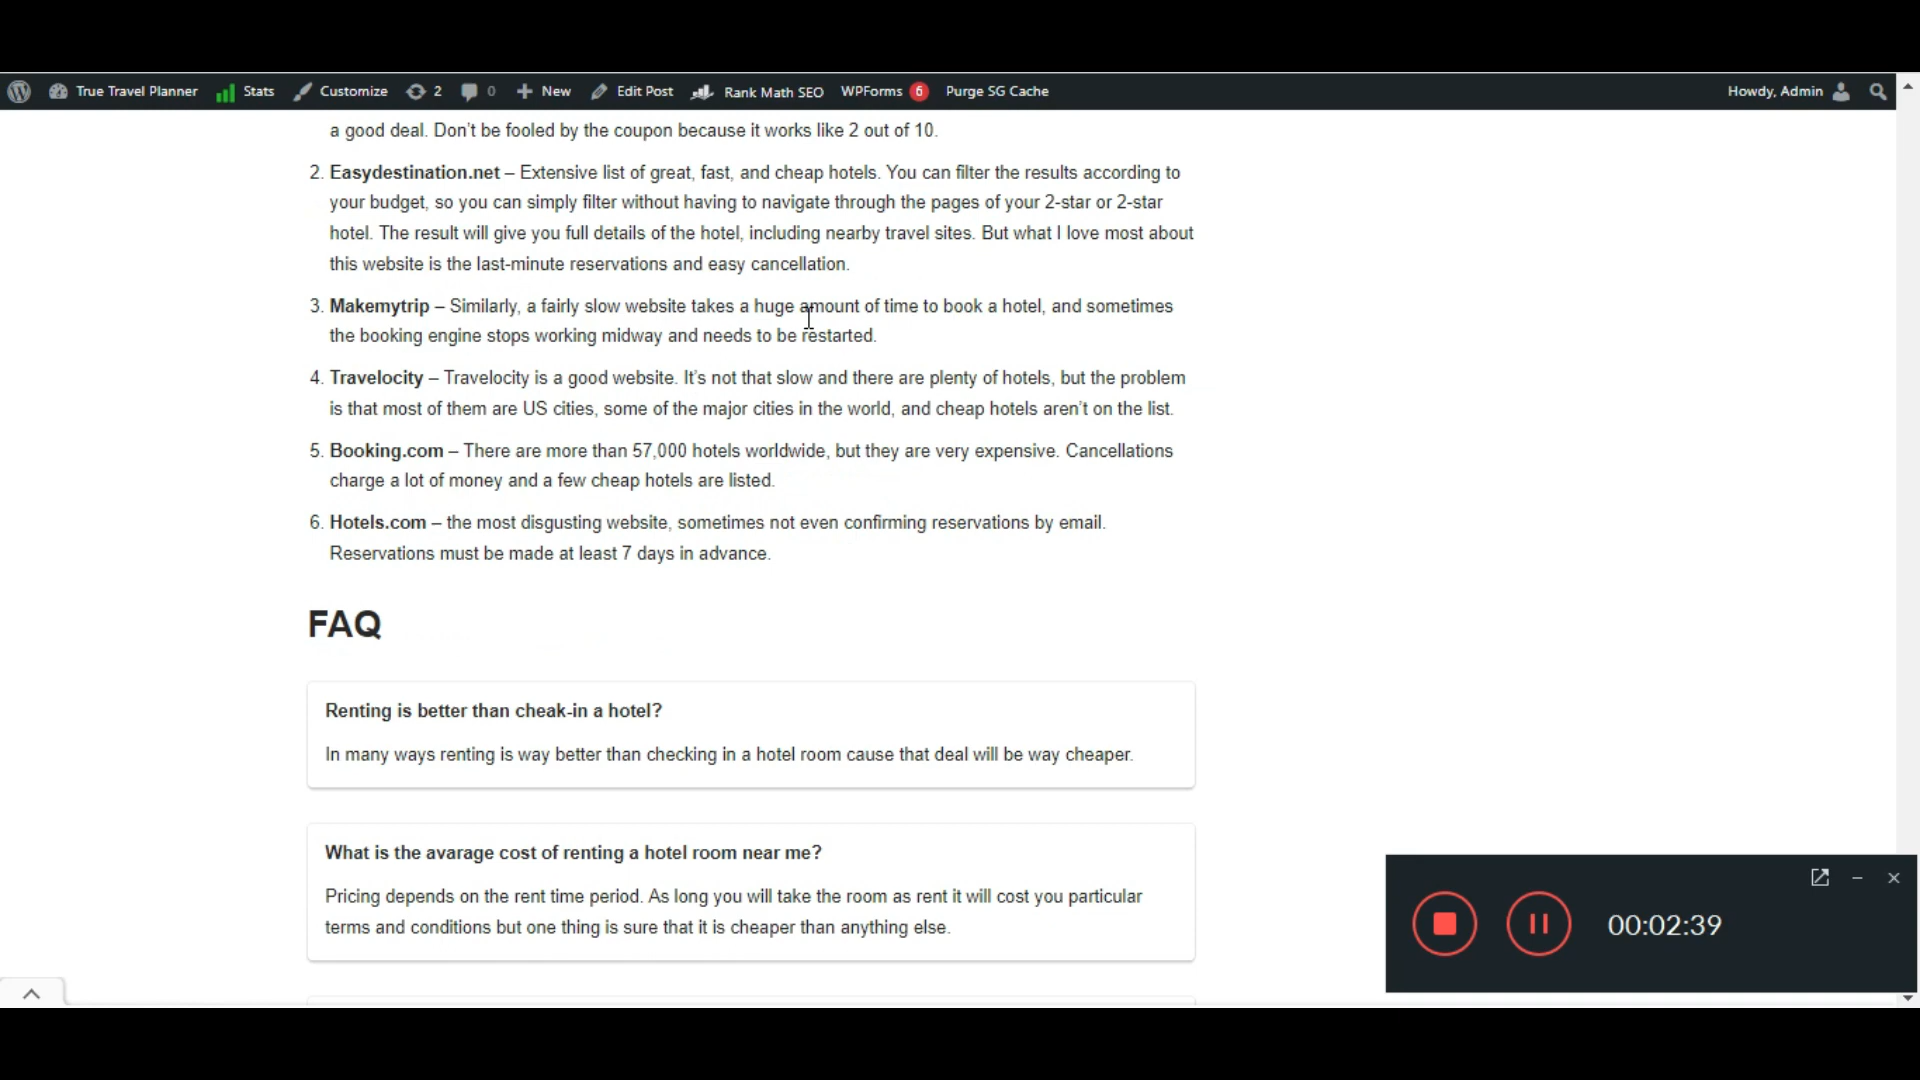 True Travel Planner Stats Customize 2 0 New Edit Post Rank Math SEO WPForms 6 Purge SG Cache Howdy, Admin
a good deal. Don't be fooled by the coupon because it works like 2 out of 10.
2. Easydestination.net – Extensive list of great, fast, and cheap hotels. You can filter the results according to
your budget, so you can simply filter without having to navigate through the pages of your 2-star or 2-star
hotel. The result will give you full details of the hotel, including nearby travel sites. But what I love most about
this website is the last-minute reservations and easy cancellation.
3. Makemytrip – Similarly, a fairly slow website takes a huge amount of time to book a hotel, and sometimes
the booking engine stops working midway and needs to be restarted.
4. Travelocity – Travelocity is a good website. It's not that slow and there are plenty of hotels, but the problem
is that most of them are US cities, some of the major cities in the world, and cheap hotels aren't on the list.
5. Booking.com – There are more than 57,000 hotels worldwide, but they are very expensive. Cancellations
charge a lot of money and a few cheap hotels are listed.
6. Hotels.com – the most disgusting website, sometimes not even confirming reservations by email.
Reservations must be made at least 7 days in advance.
FAQ
Renting is better than cheak-in a hotel?
In many ways renting is way better than checking in a hotel room cause that deal will be way cheaper.
What is the avarage cost of renting a hotel room near me?
Pricing depends on the rent time period. As long you will take the room as rent it will cost you particular
terms and conditions but one thing is sure that it is cheaper than anything else.
00:02:39